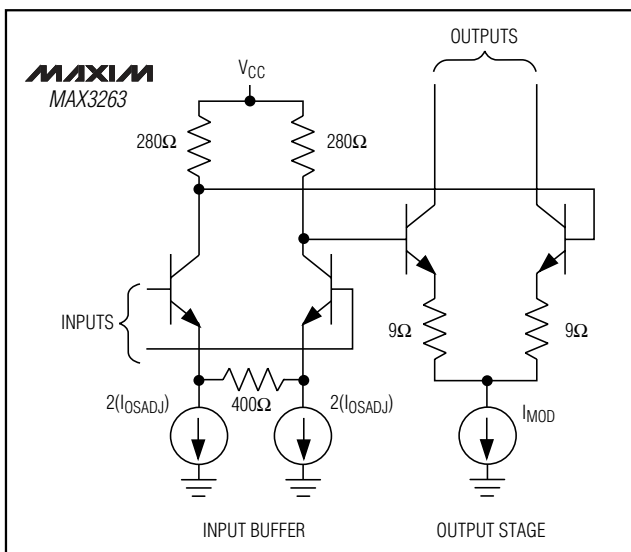 OUTPUTS
MAXIM
MAX3263
VCC
280Ω
280Ω
INPUTS
9Ω
9Ω
400Ω
2(IOSADJ)
2(IOSADJ)
IMOD
INPUT BUFFER
OUTPUT STAGE